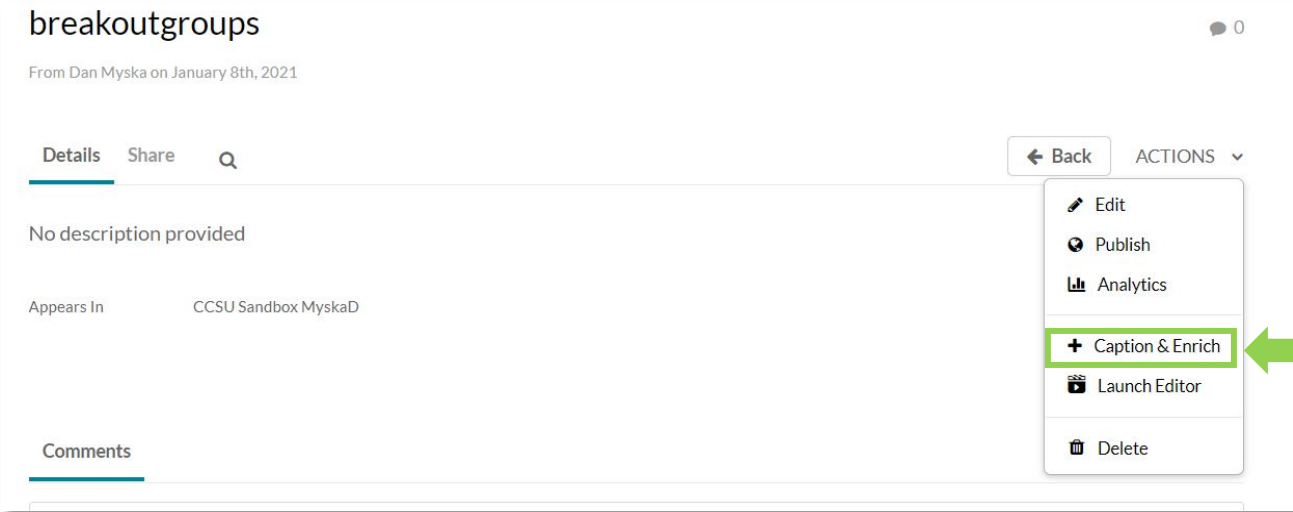 breakoutgroups
0
From Dan Myska on January 8th, 2021
Details Share Back ACTIONS
Edit
No description provided
Publish
Analytics
Appears In CCSU Sandbox MyskaD
Caption & Enrich
Launch Editor
Comments
Delete